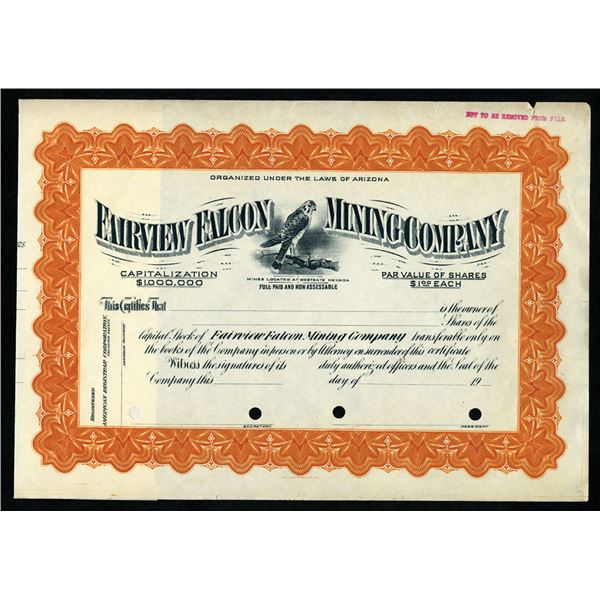 NOT TO BE REMOVED FROM FILE
ORGANIZED UNDER THE LAWS OF ARIZONA
FAIRVIEW FALCON MINING COMPANY
CAPITALIZATION
$1,000,000
MINES LOCATED AT WESTGATE, NEVADA
FULL PAID AND NON ASSESSABLE
PAR VALUE OF SHARES
$1.00 EACH
This Certifies That is the owner of
Shares of the
Capital Stock of Fairview Falcon Mining Company transferable only on
the books of the Company in person or by Attorney on surrender of this certificate
Witness the signatures of its duly authorized officers and the Seal of the
Company this day of 19
SECRETARY
PRESIDENT
REGISTERED
AMERICAN REGISTRAR CORPORATION